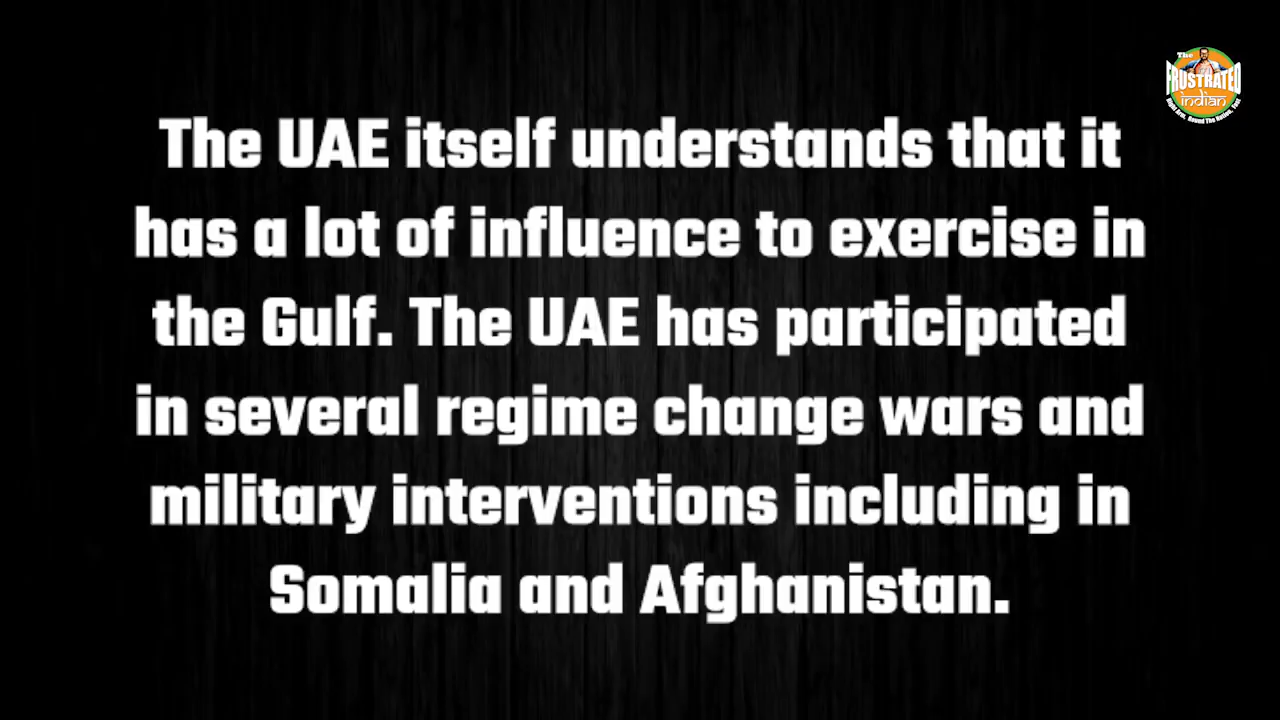 The
FRUSTRATED
indian
The UAE itself understands that it
has a lot of influence to exercise in
the Gulf. The UAE has participated
in several regime change wars and
military interventions including in
Somalia and Afghanistan.